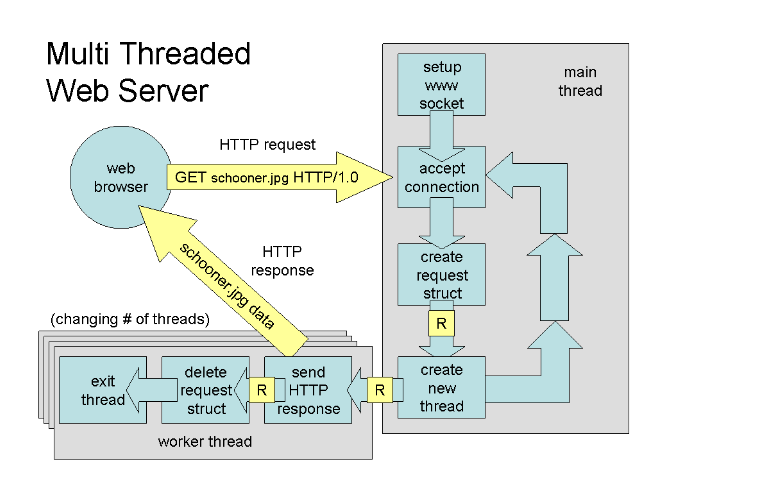 Multi Threaded
Web Server
setup
www
socket
main
thread
HTTP request
web
browser
GET schooner.jpg HTTP/1.0
accept
connection
HTTP
response
schooner.jpg data
create
request
struct
R
(changing # of threads)
exit
thread
delete
request
struct
R
send
HTTP
response
R
create
new
thread
worker thread